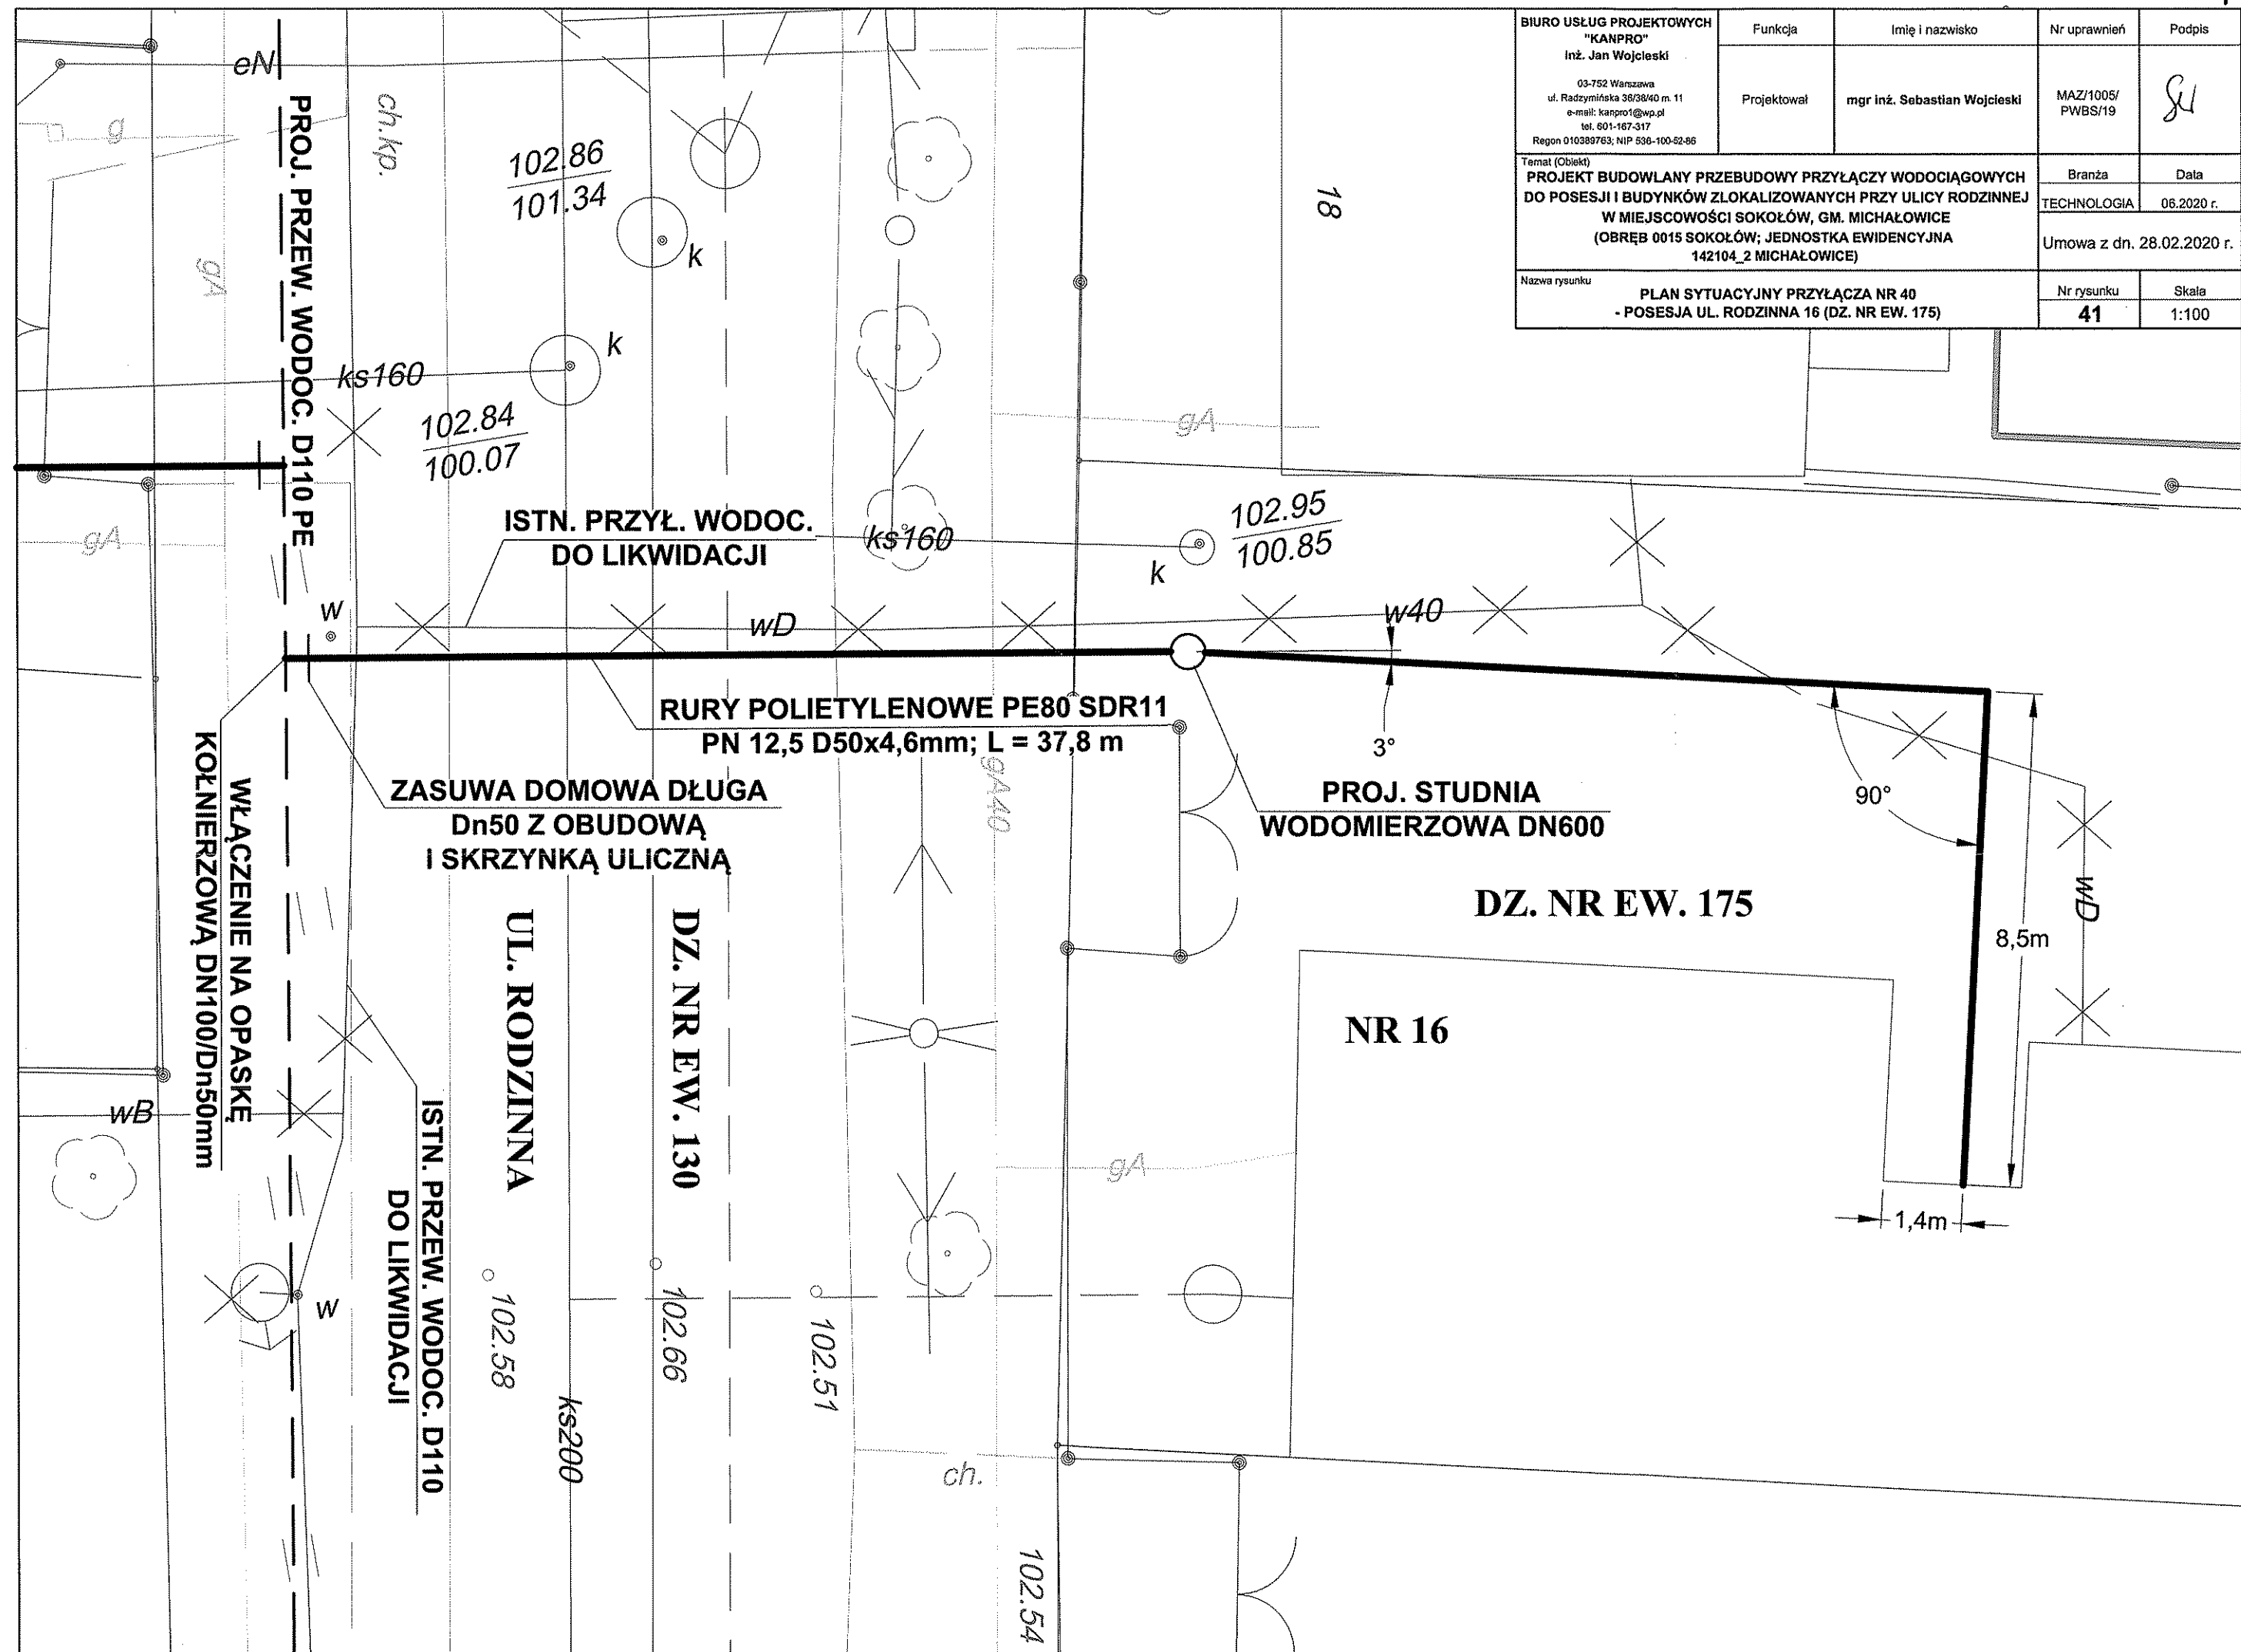 BIURO USŁUG PROJEKTOWYCH
"KANPRO"
inż. Jan Wojcieski
03-752 Warszawa
ul. Radzymińska 36/38/40 m. 11
e-mail: kanpro1@wp.pl
tel. 601-167-317
Regon 010389763; NIP 536-100-52-86
Funkcja
Imię i nazwisko
Nr uprawnień
Podpis
Projektował
mgr inż. Sebastian Wojcieski
MAZ/1005/
PWBS/19
Temat (Obiekt)
PROJEKT BUDOWLANY PRZEBUDOWY PRZYŁĄCZY WODOCIĄGOWYCH
DO POSESJI I BUDYNKÓW ZLOKALIZOWANYCH PRZY ULICY RODZINNEJ
W MIEJSCOWOŚCI SOKOŁÓW, GM. MICHAŁOWICE
(OBRĘB 0015 SOKOŁÓW; JEDNOSTKA EWIDENCYJNA
142104_2 MICHAŁOWICE)
Branża
Data
TECHNOLOGIA
06.2020 r.
Umowa z dn. 28.02.2020 r.
Nazwa rysunku
PLAN SYTUACYJNY PRZYŁĄCZA NR 40
- POSESJA UL. RODZINNA 16 (DZ. NR EW. 175)
Nr rysunku
Skala
41
1:100
eN
g
ch.kp.
PROJ. PRZEW. WODOC. D110 PE
102.86
101.34
k
18
gA
k
ks160
102.84
100.07
gA
gA
ISTN. PRZYŁ. WODOC.
DO LIKWIDACJI
ks160
102.95
100.85
k
w
wD
w40
RURY POLIETYLENOWE PE80 SDR11
PN 12,5 D50x4,6mm; L = 37,8 m
3°
ZASUWA DOMOWA DŁUGA
Dn50 Z OBUDOWĄ
I SKRZYNKĄ ULICZNĄ
gA40
PROJ. STUDNIA
WODOMIERZOWA DN600
90°
WŁĄCZENIE NA OPASKĘ
KOŁNIERZOWĄ DN100/Dn50mm
DZ. NR EW. 175
wD
8,5m
UL. RODZINNA
DZ. NR EW. 130
NR 16
wB
ISTN. PRZEW. WODOC. D110
DO LIKWIDACJI
gA
1,4m
w
102.58
102.66
102.51
ks200
ch.
102.54